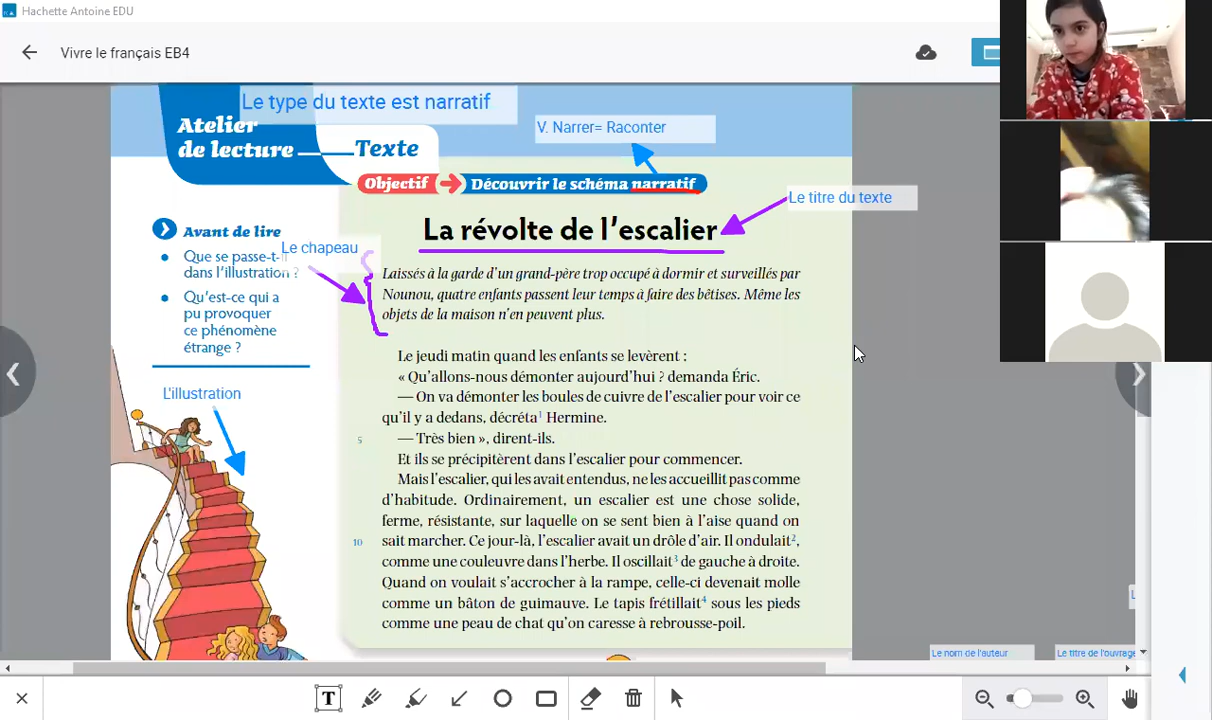 Hachette Antoine EDU
Vivre le français EB4
Le type du texte est narratif
Atelier
de lecture
Texte
V. Narrer= Raconter
Objectif
Découvrir le schéma narratif
Le titre du texte
La révolte de l'escalier
Avant de lire
Le chapeau
Que se passe-t-il
dans l'illustration ?
Qu'est-ce qui a
pu provoquer
ce phénomène
étrange ?
L'illustration
Laissés à la garde d'un grand-père trop occupé à dormir et surveillés par
Nounou, quatre enfants passent leur temps à faire des bêtises. Même les
objets de la maison n'en peuvent plus.
Le jeudi matin quand les enfants se levèrent :
« Qu'allons-nous démonter aujourd'hui ? demanda Éric.
— On va démonter les boules de cuivre de l'escalier pour voir ce
qu'il y a dedans, décréta¹ Hermine.
5 — Très bien », dirent-ils.
Et ils se précipitèrent dans l'escalier pour commencer.
Mais l'escalier, qui les avait entendus, ne les accueillit pas comme
d'habitude. Ordinairement, un escalier est une chose solide,
ferme, résistante, sur laquelle on se sent bien à l'aise quand on
10 sait marcher. Ce jour-là, l'escalier avait un drôle d'air. Il ondulait²,
comme une couleuvre dans l'herbe. Il oscillait³ de gauche à droite.
Quand on voulait s'accrocher à la rampe, celle-ci devenait molle
comme un bâton de guimauve. Le tapis frétillait⁴ sous les pieds
comme une peau de chat qu'on caresse à rebrousse-poil.
Le nom de l'auteur
Le titre de l'ouvrage
T